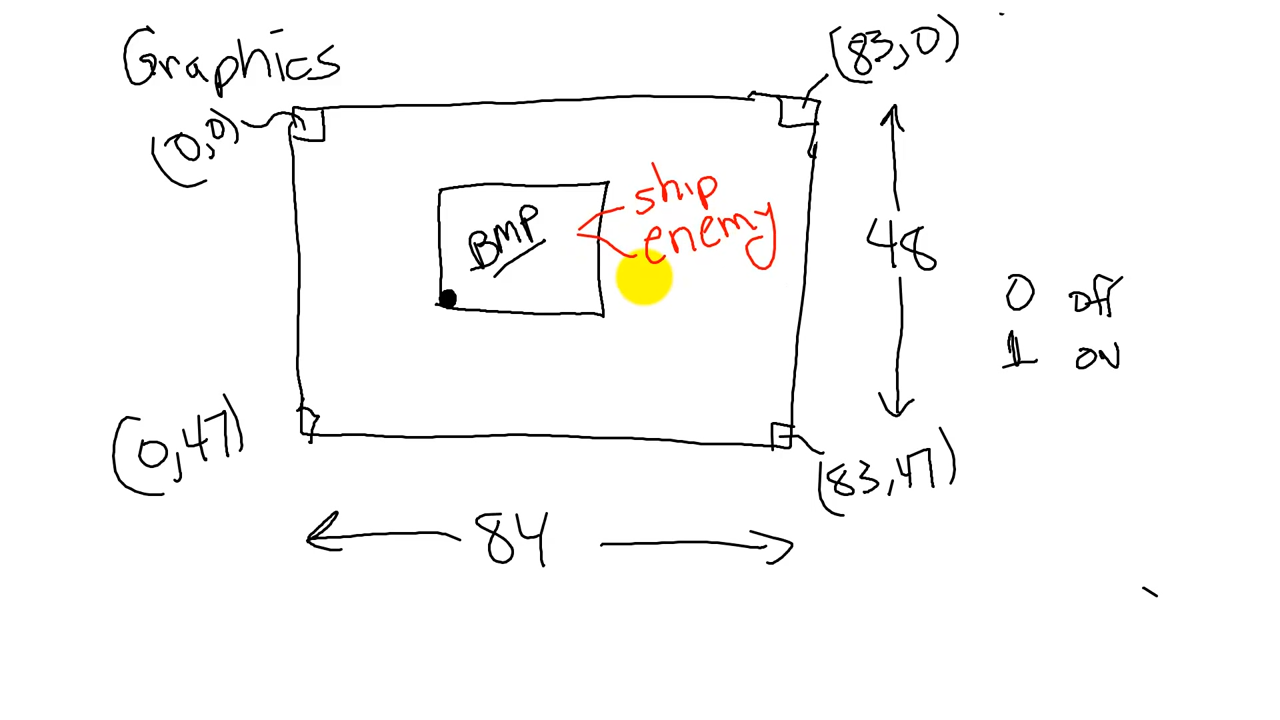 Graphics
(83,0)
(0,0)
ship
BMP
enemy
48
0 off
1 on
(0,47)
(83,47)
84